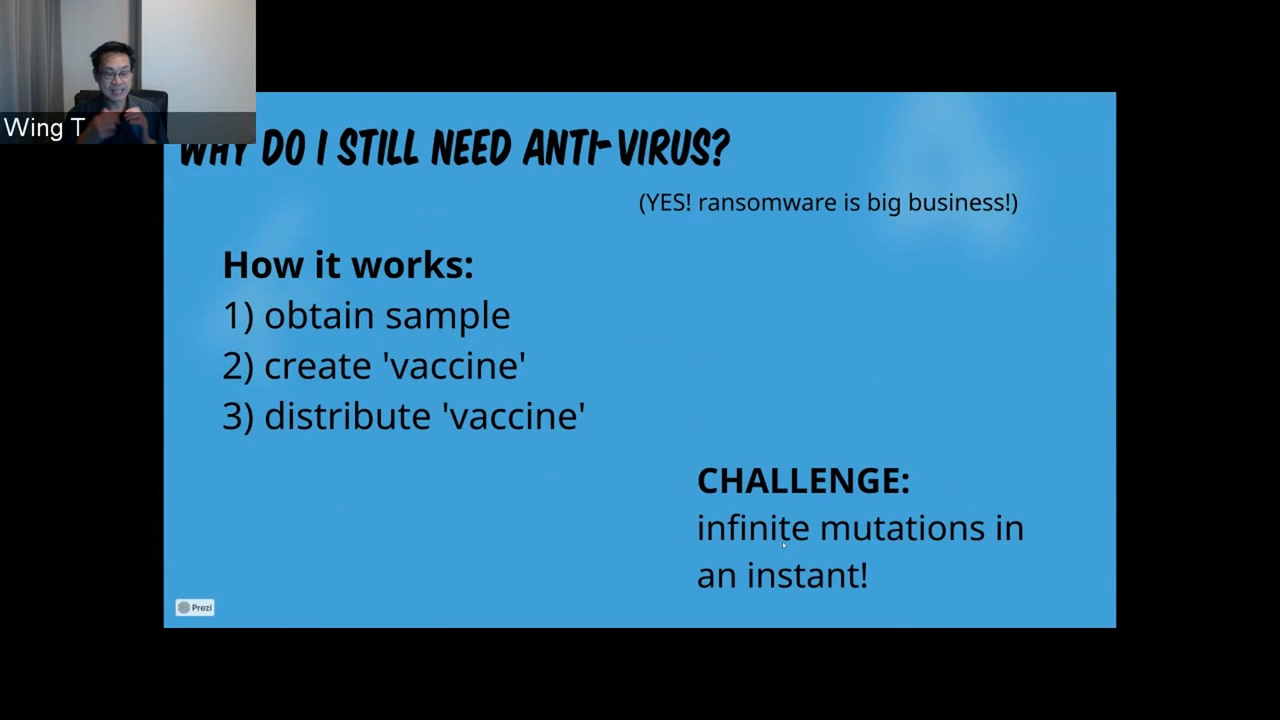 Wing T
WHY DO I STILL NEED ANTI-VIRUS?
(YES! ransomware is big business!)
How it works:
1) obtain sample
2) create 'vaccine'
3) distribute 'vaccine'
CHALLENGE:
infinite mutations in
an instant!
Prezi